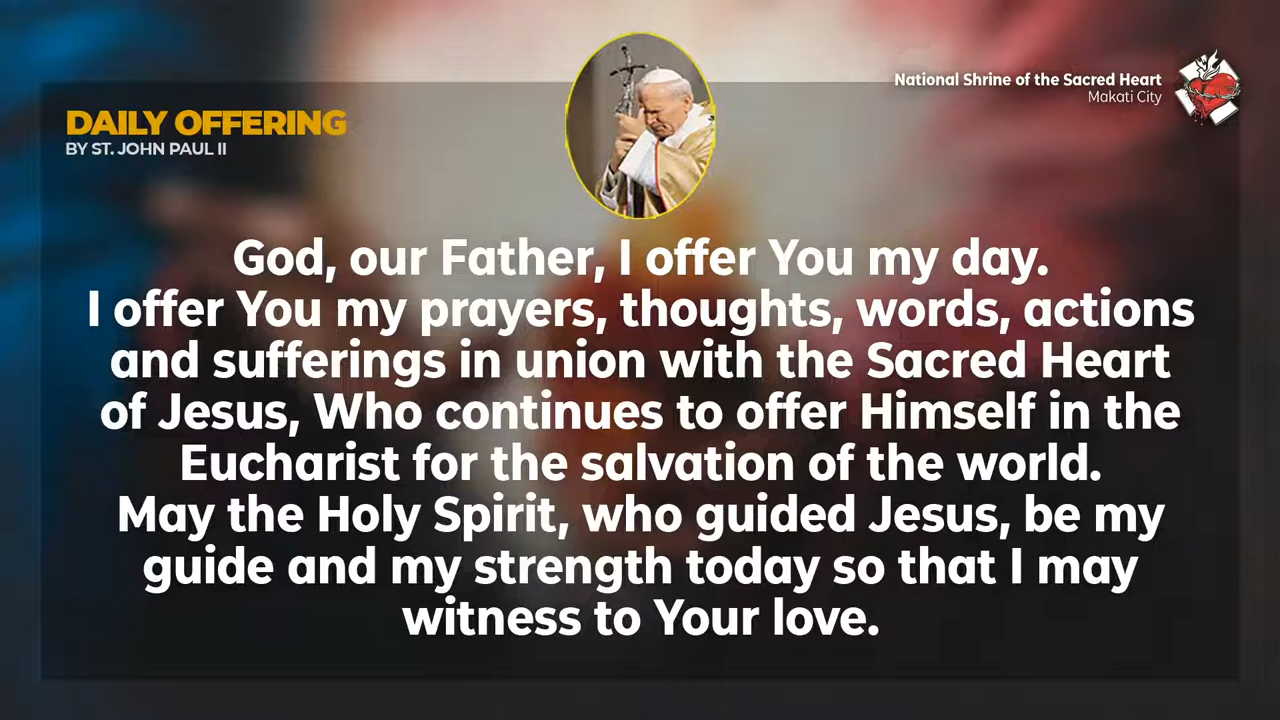 National Shrine of the Sacred Heart
Makati City
DAILY OFFERING
BY ST. JOHN PAUL II
God, our Father, I offer You my day.
I offer You my prayers, thoughts, words, actions
and sufferings in union with the Sacred Heart
of Jesus, Who continues to offer Himself in the
Eucharist for the salvation of the world.
May the Holy Spirit, who guided Jesus, be my
guide and my strength today so that I may
witness to Your love.